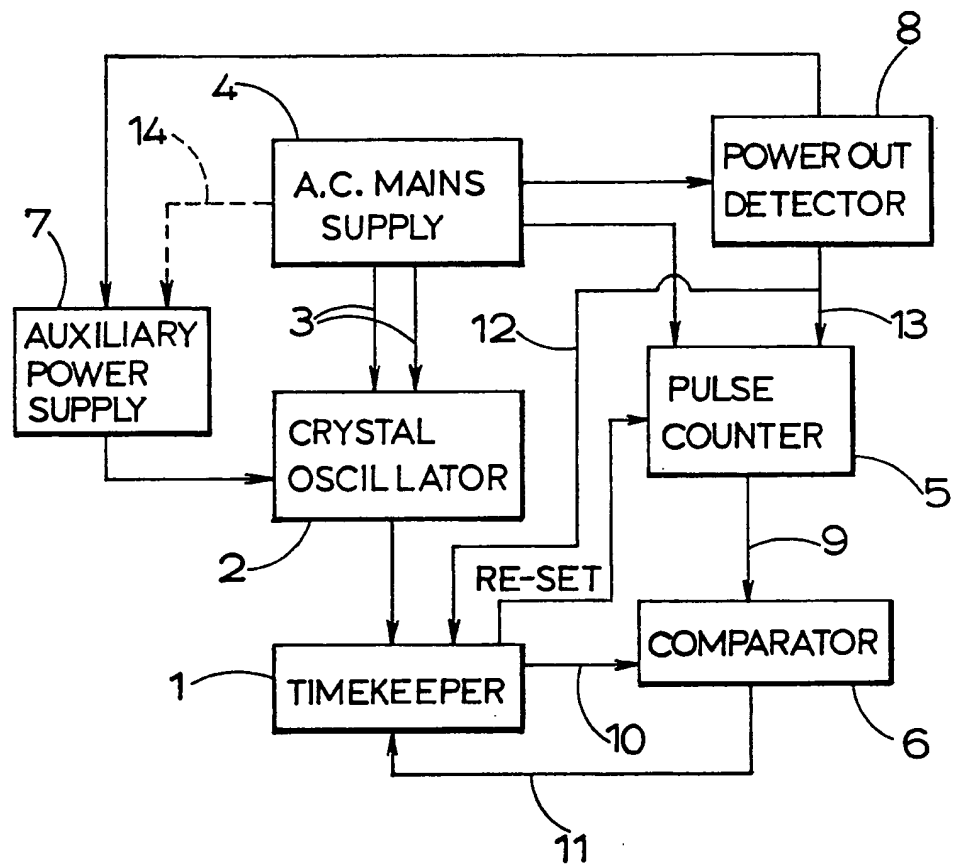 8
4
14
A.C. MAINS
SUPPLY
POWER OUT
DETECTOR
7
3
12
13
AUXILIARY
POWER
SUPPLY
PULSE
COUNTER
CRYSTAL
OSCILLATOR
5
2
9
RE-SET
COMPARATOR
1
TIMEKEEPER
10
6
11